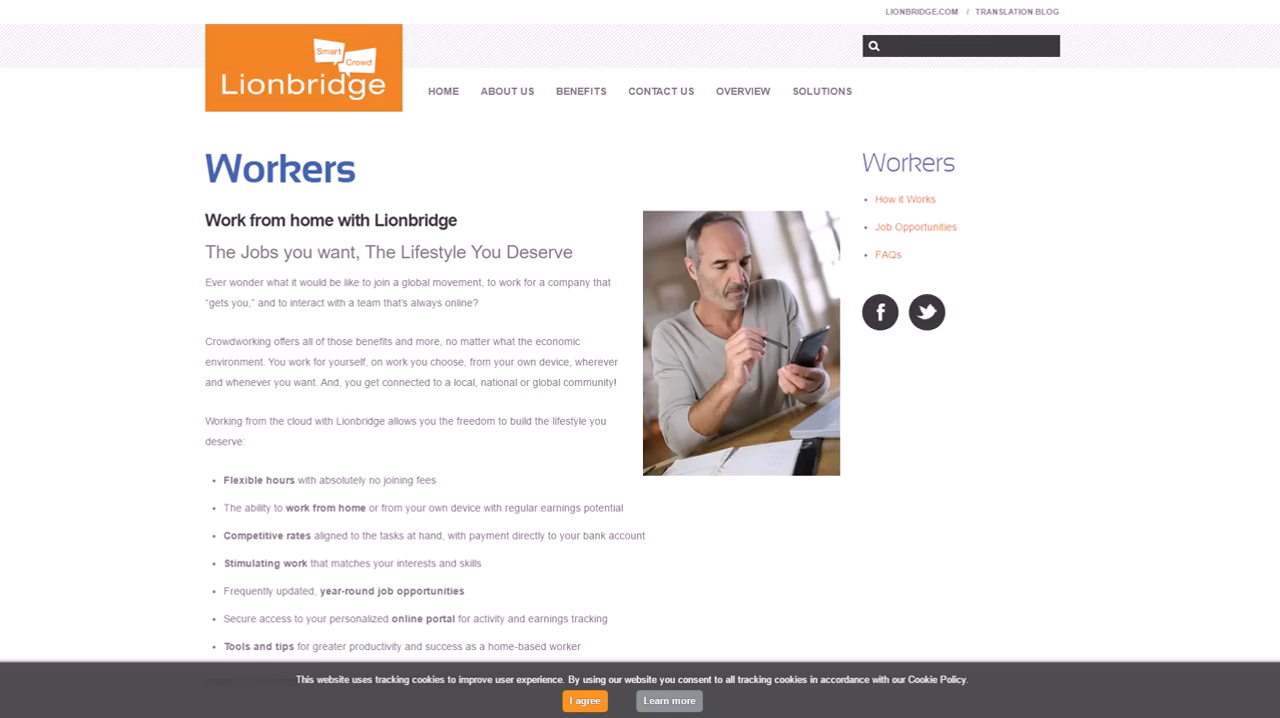 LIONBRIDGE.COM / TRANSLATION BLOG
Smart
Crowd
Lionbridge
HOME ABOUT US BENEFITS CONTACT US OVERVIEW SOLUTIONS
Workers
Work from home with Lionbridge
The Jobs you want, The Lifestyle You Deserve
Ever wonder what it would be like to join a global movement, to work for a company that
“gets you,” and to interact with a team that's always online?
Crowdworking offers all of those benefits and more, no matter what the economic
environment. You work for yourself, on work you choose, from your own device, wherever
and whenever you want. And, you get connected to a local, national or global community!
Working from the cloud with Lionbridge allows you the freedom to build the lifestyle you
deserve:
• Flexible hours with absolutely no joining fees
• The ability to work from home or from your own device with regular earnings potential
• Competitive rates aligned to the tasks at hand, with payment directly to your bank account
• Stimulating work that matches your interests and skills
• Frequently updated, year-round job opportunities
• Secure access to your personalized online portal for activity and earnings tracking
• Tools and tips for greater productivity and success as a home-based worker
Workers
• How it Works
• Job Opportunities
• FAQs
This website uses tracking cookies to improve user experience. By using our website you consent to all tracking cookies in accordance with our Cookie Policy.
I agree Learn more